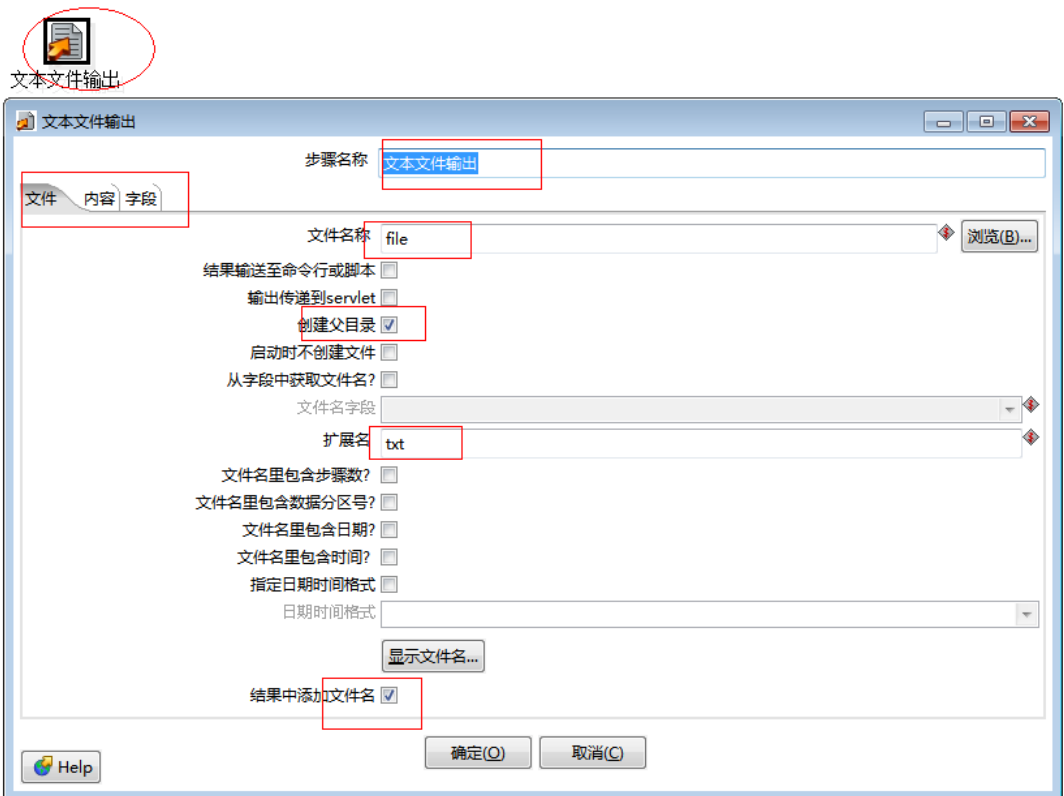 文本文件输出
文本文件输出
步骤名称 文本文件输出
文件 内容 字段
文件名称 file 浏览(B)...
结果输送至命令行或脚本
输出传递到servlet
创建父目录
启动时不创建文件
从字段中获取文件名?
文件名字段
扩展名 txt
文件名里包含步骤数?
文件名里包含数据分区号?
文件名里包含日期?
文件名里包含时间?
指定日期时间格式
日期时间格式
显示文件名...
结果中添加文件名
确定(O) 取消(C)
Help